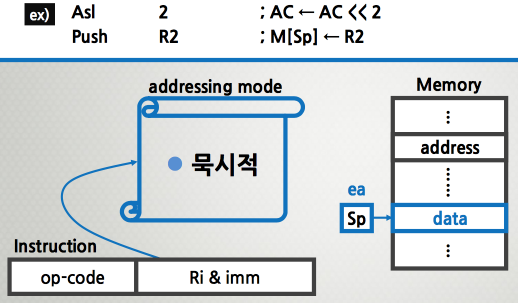 ex) Asl 2 ; AC ← AC << 2
Push R2 ; M[Sp] ← R2
addressing mode
• 묵시적
Memory
⋮
address
⋮
ea
Sp
data
⋮
Instruction
op-code
Ri & imm